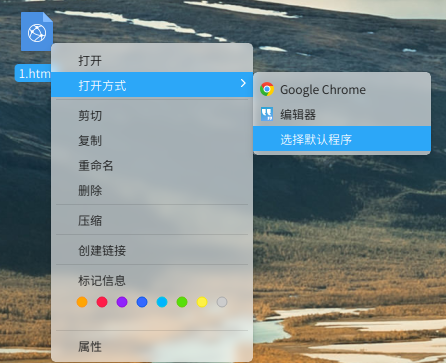 1.htm
打开
打开方式
Google Chrome
编辑器
选择默认程序
剪切
复制
重命名
删除
压缩
创建链接
标记信息
属性